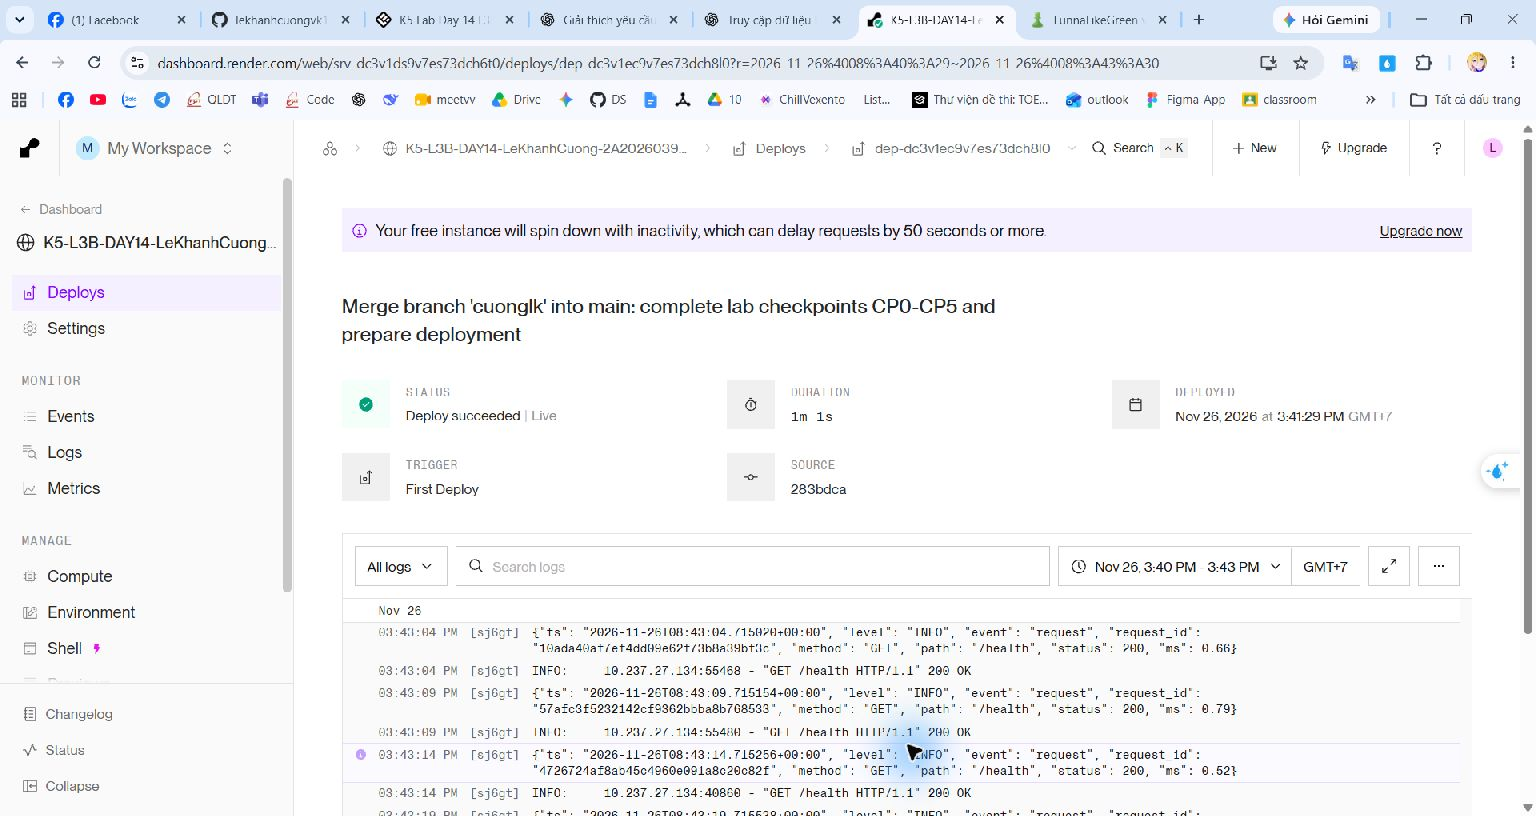 (1) Facebook
lekhanhcuongvk1
K5 Lab Day 14 L3
Giải thích yêu cầu
Truy cập dữ liệu
K5-L3B-DAY14-Le
TunnaLikeGreen
Hỏi Gemini
dashboard.render.com/web/srv-dc3v1ds9v7es73dch6t0/deploys/dep-dc3v1ec9v7es73dch8l0?r=2026-11-26%4008%3A40%3A29~2026-11-26%4008%3A43%3A30
QLDT
Code
meetvv
Drive
DS
10
ChillVexento
List...
Thư viện đề thi: TOE...
outlook
Figma App
classroom
Tất cả dấu trang
M My Workspace
K5-L3B-DAY14-LeKhanhCuong-2A2026039...
Deploys
dep-dc3v1ec9v7es73dch8l0
Search
K
New
Upgrade
?
L
Dashboard
K5-L3B-DAY14-LeKhanhCuong...
Deploys
Settings
MONITOR
Events
Logs
Metrics
MANAGE
Compute
Environment
Shell
Changelog
Status
Collapse
Your free instance will spin down with inactivity, which can delay requests by 50 seconds or more.
Upgrade now
Merge branch 'cuonglk' into main: complete lab checkpoints CP0-CP5 and
prepare deployment
STATUS
Deploy succeeded | Live
DURATION
1m 1s
DEPLOYED
Nov 26, 2026 at 3:41:29 PM GMT+7
TRIGGER
First Deploy
SOURCE
283bdca
All logs
Search logs
Nov 26, 3:40 PM - 3:43 PM
GMT+7
...
Nov 26
03:43:04 PM [sj6gt] {"ts": "2026-11-26T08:43:04.715020+00:00", "level": "INFO", "event": "request", "request_id":
"10ada40af7ef4dd09e62f73b8a39bf3c", "method": "GET", "path": "/health", "status": 200, "ms": 0.66}
03:43:04 PM [sj6gt] INFO: 10.237.27.134:55468 - "GET /health HTTP/1.1" 200 OK
03:43:09 PM [sj6gt] {"ts": "2026-11-26T08:43:09.715154+00:00", "level": "INFO", "event": "request", "request_id":
"57afc3f5232142cf9362bbba8b768533", "method": "GET", "path": "/health", "status": 200, "ms": 0.79}
03:43:09 PM [sj6gt] INFO: 10.237.27.134:55480 - "GET /health HTTP/1.1" 200 OK
03:43:14 PM [sj6gt] {"ts": "2026-11-26T08:43:14.715256+00:00", "level": "INFO", "event": "request", "request_id":
"4726724af8ab45c4960e091a8c20c82f", "method": "GET", "path": "/health", "status": 200, "ms": 0.52}
03:43:14 PM [sj6gt] INFO: 10.237.27.134:40860 - "GET /health HTTP/1.1" 200 OK